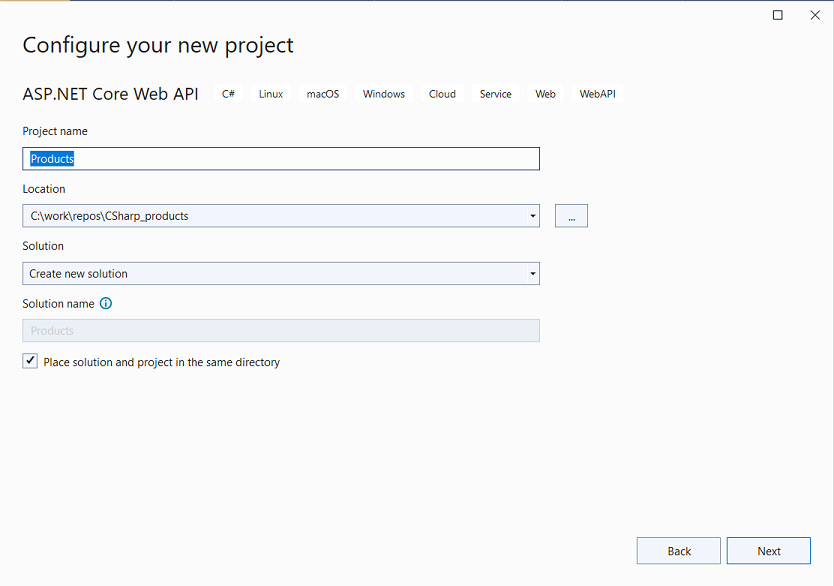 Configure your new project
ASP.NET Core Web API C# Linux macOS Windows Cloud Service Web WebAPI
Project name
Products
Location
C:\work\repos\CSharp_products
...
Solution
Create new solution
Solution name
Products
Place solution and project in the same directory
Back Next